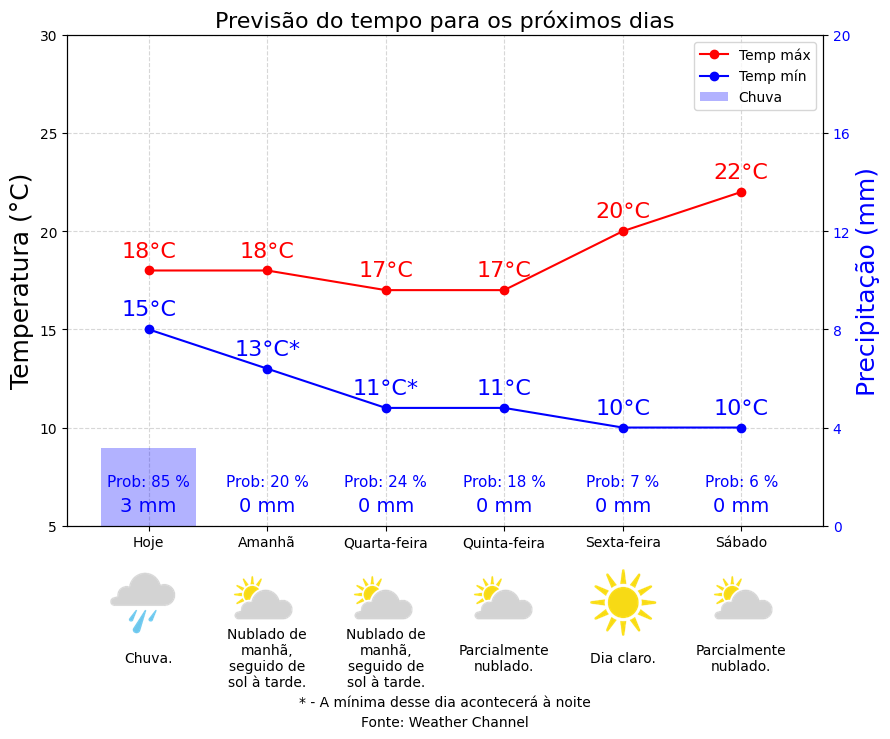 Previsão do tempo para os próximos dias
Temperatura (°C)
30
25
20
15
10
5
Temp máx
Temp mín
Chuva
20
16
12
8
4
0
Precipitação (mm)
18°C 18°C 17°C 17°C 20°C 22°C
15°C 13°C* 11°C* 11°C 10°C 10°C
Prob: 85 % Prob: 20 % Prob: 24 % Prob: 18 % Prob: 7 % Prob: 6 %
3 mm 0 mm 0 mm 0 mm 0 mm 0 mm
Hoje Amanhã Quarta-feira Quinta-feira Sexta-feira Sábado
Chuva.
Nublado de
manhã,
seguido de
sol à tarde.
Nublado de
manhã,
seguido de
sol à tarde.
Parcialmente
nublado.
Dia claro.
Parcialmente
nublado.
* - A mínima desse dia acontecerá à noite
Fonte: Weather Channel